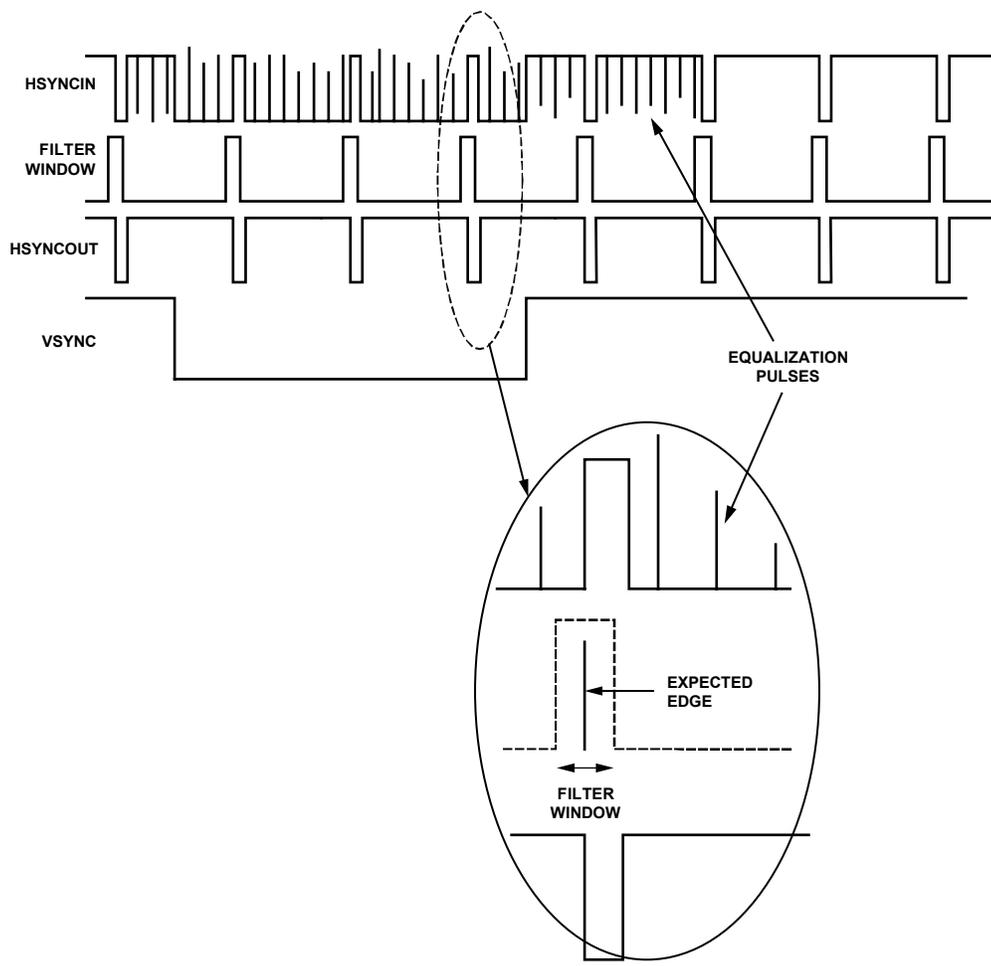 HSYNCIN
FILTER
WINDOW
HSYNCOUT
VSYNC
EQUALIZATION
PULSES
EXPECTED
EDGE
FILTER
WINDOW